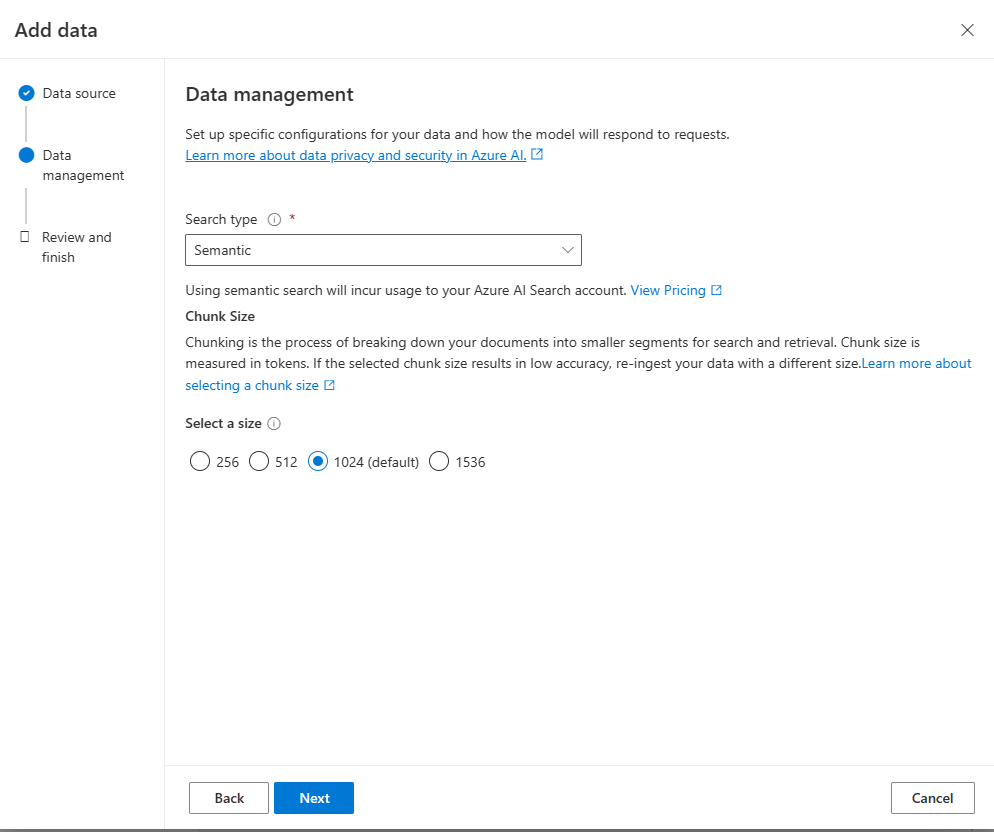 Add data
Data source
Data
management
Review and
finish
Data management
Set up specific configurations for your data and how the model will respond to requests.
Learn more about data privacy and security in Azure AI.
Search type *
Semantic
Using semantic search will incur usage to your Azure AI Search account. View Pricing
Chunk Size
Chunking is the process of breaking down your documents into smaller segments for search and retrieval. Chunk size is
measured in tokens. If the selected chunk size results in low accuracy, re-ingest your data with a different size.Learn more about
selecting a chunk size
Select a size
256 512 1024 (default) 1536
Back Next Cancel